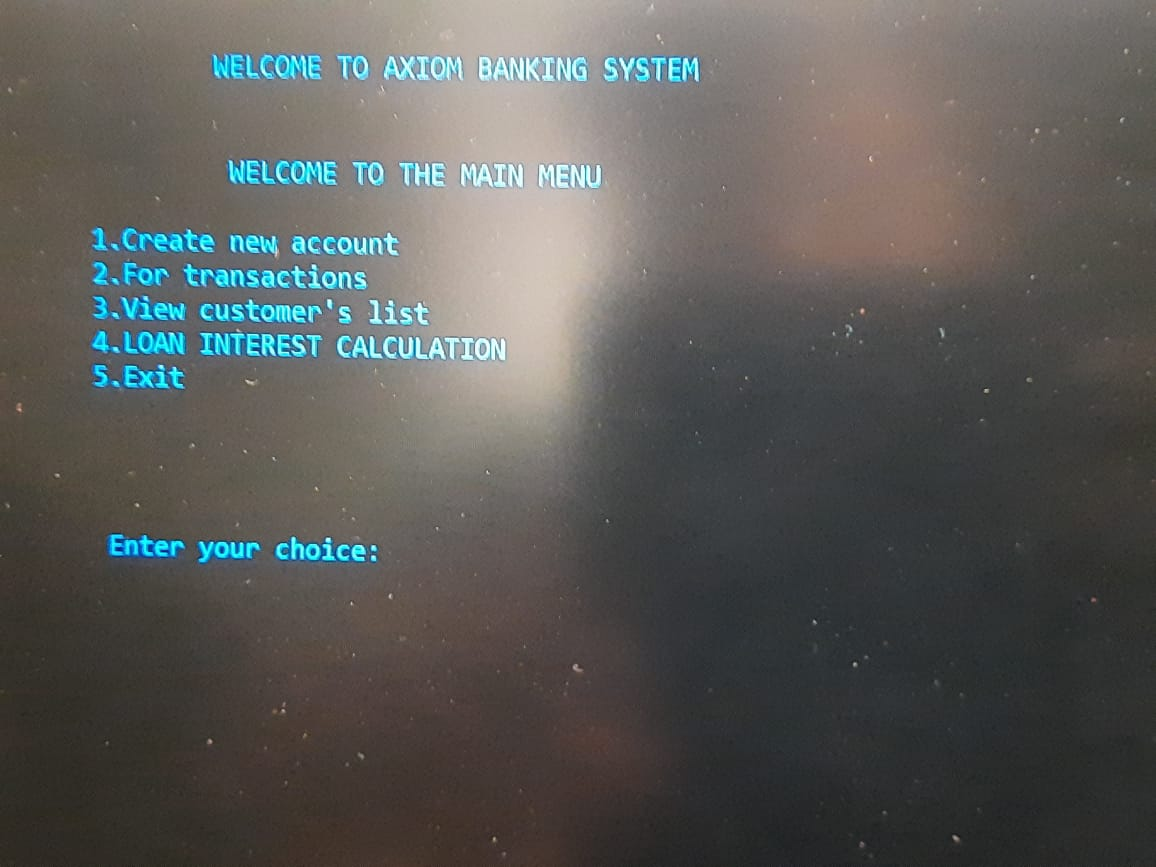 WELCOME TO AXIOM BANKING SYSTEM
WELCOME TO THE MAIN MENU
1.Create new account
2.For transactions
3.View customer's list
4.LOAN INTEREST CALCULATION
5.Exit
Enter your choice: